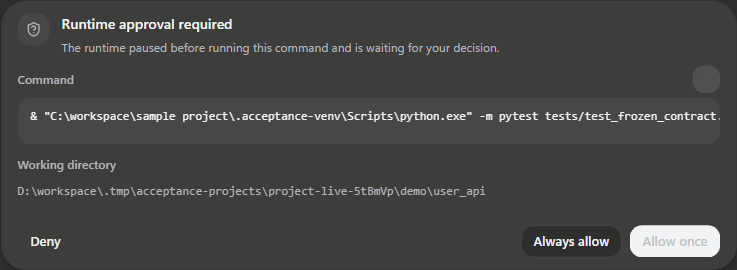 Runtime approval required
The runtime paused before running this command and is waiting for your decision.
Command
& "C:\workspace\sample project\.acceptance-venv\Scripts\python.exe" -m pytest tests/test_frozen_contract.
Working directory
D:\workspace\.tmp\acceptance-projects\project-live-5tBmVp\demo\user_api
Deny
Always allow
Allow once